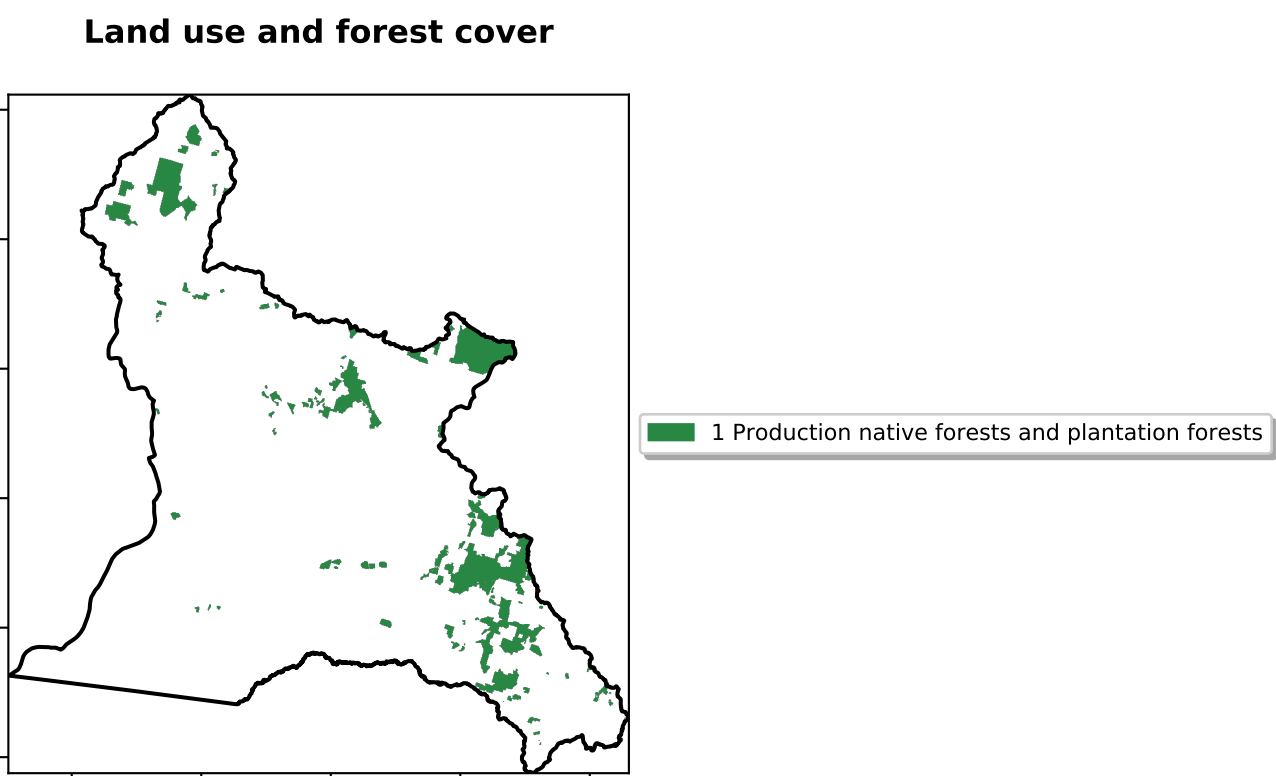 Land use and forest cover
1 Production native forests and plantation forests